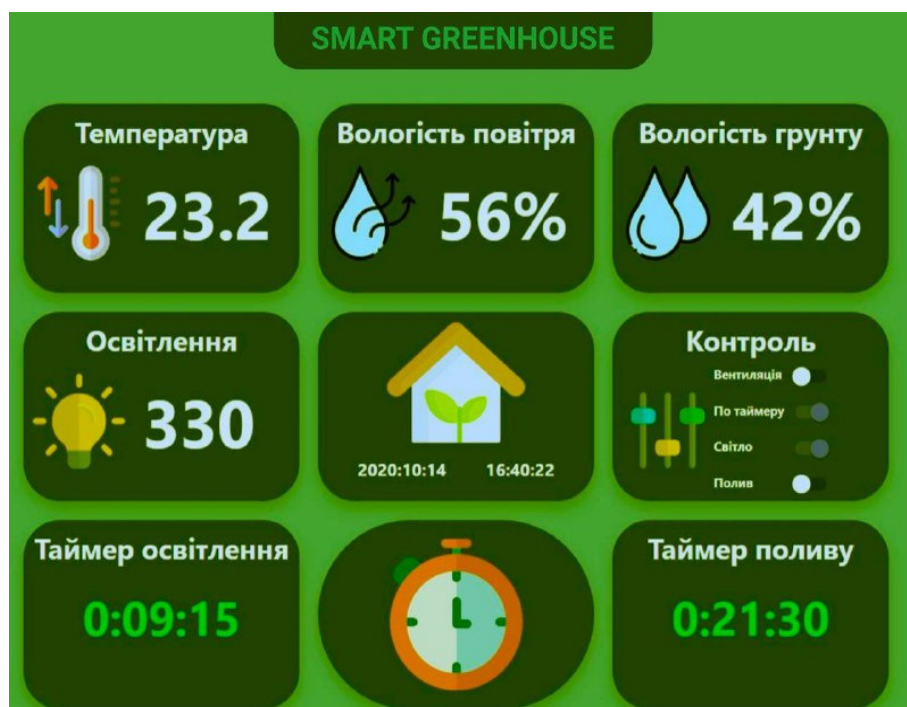 SMART GREENHOUSE
Температура
23.2
Вологість повітря
56%
Вологість грунту
42%
Освітлення
330
2020:10:14 16:40:22
Контроль
Вентиляція
По таймеру
Світло
Полив
Таймер освітлення
0:09:15
Таймер поливу
0:21:30